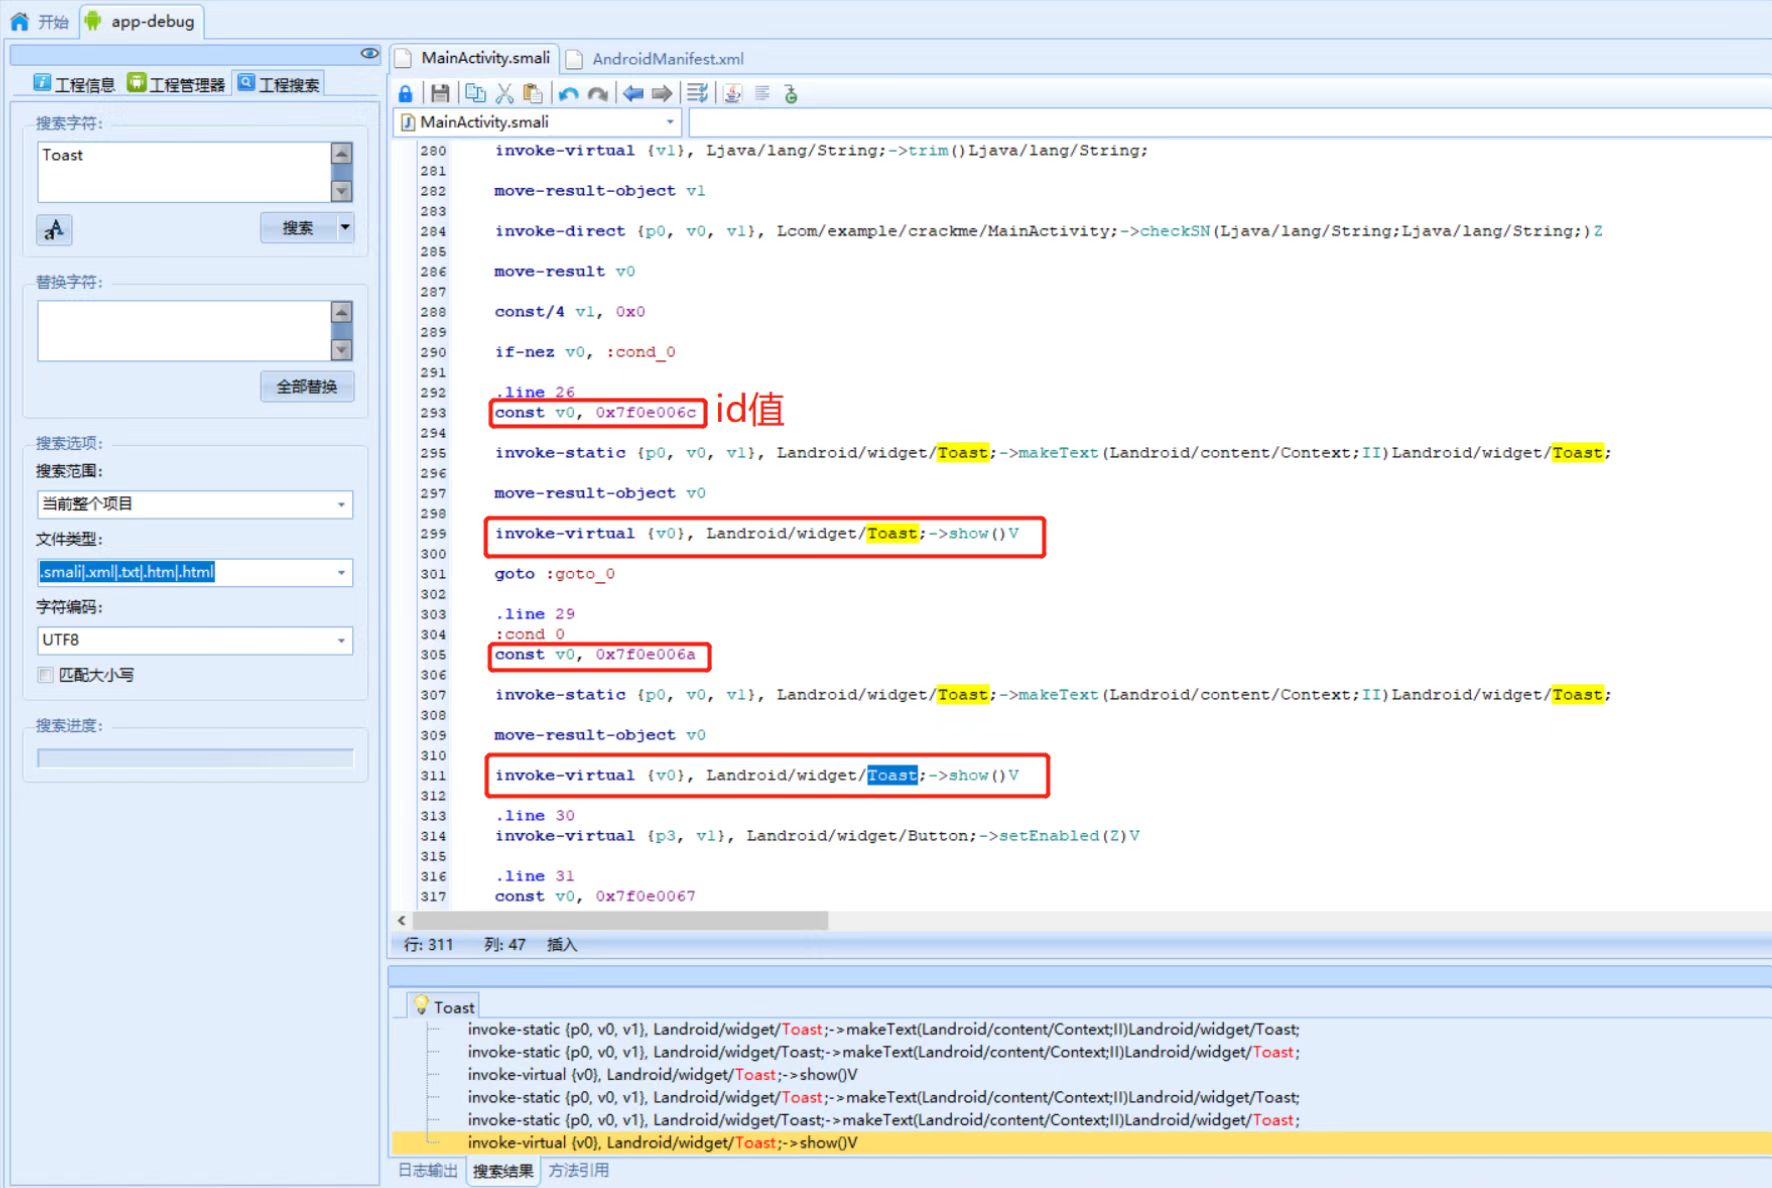 开始
app-debug
工程信息
工程管理器
工程搜索
搜索字符:
Toast
搜索
替换字符:
全部替换
搜索选项:
搜索范围:
当前整个项目
文件类型:
.smali|.xml|.txt|.htm|.html
字符编码:
UTF8
匹配大小写
搜索进度:
MainActivity.smali
AndroidManifest.xml
MainActivity.smali
280 invoke-virtual {v1}, Ljava/lang/String;->trim()Ljava/lang/String;
281
282 move-result-object v1
283
284 invoke-direct {p0, v0, v1}, Lcom/example/crackme/MainActivity;->checkSN(Ljava/lang/String;Ljava/lang/String;)Z
285
286 move-result v0
287
288 const/4 v1, 0x0
289
290 if-nez v0, :cond_0
291
292 .line 26
293 const v0, 0x7f0e006c id值
294
295 invoke-static {p0, v0, v1}, Landroid/widget/Toast;->makeText(Landroid/content/Context;II)Landroid/widget/Toast;
296
297 move-result-object v0
298
299 invoke-virtual {v0}, Landroid/widget/Toast;->show()V
300
301 goto :goto_0
302
303 .line 29
304 :cond_0
305 const v0, 0x7f0e006a
306
307 invoke-static {p0, v0, v1}, Landroid/widget/Toast;->makeText(Landroid/content/Context;II)Landroid/widget/Toast;
308
309 move-result-object v0
310
311 invoke-virtual {v0}, Landroid/widget/Toast;->show()V
312
313 .line 30
314 invoke-virtual {p3, v1}, Landroid/widget/Button;->setEnabled(Z)V
315
316 .line 31
317 const v0, 0x7f0e0067
行: 311 列: 47 插入
Toast
invoke-static {p0, v0, v1}, Landroid/widget/Toast;->makeText(Landroid/content/Context;II)Landroid/widget/Toast;
invoke-static {p0, v0, v1}, Landroid/widget/Toast;->makeText(Landroid/content/Context;II)Landroid/widget/Toast;
invoke-virtual {v0}, Landroid/widget/Toast;->show()V
invoke-static {p0, v0, v1}, Landroid/widget/Toast;->makeText(Landroid/content/Context;II)Landroid/widget/Toast;
invoke-static {p0, v0, v1}, Landroid/widget/Toast;->makeText(Landroid/content/Context;II)Landroid/widget/Toast;
invoke-virtual {v0}, Landroid/widget/Toast;->show()V
日志输出 搜索结果 方法引用